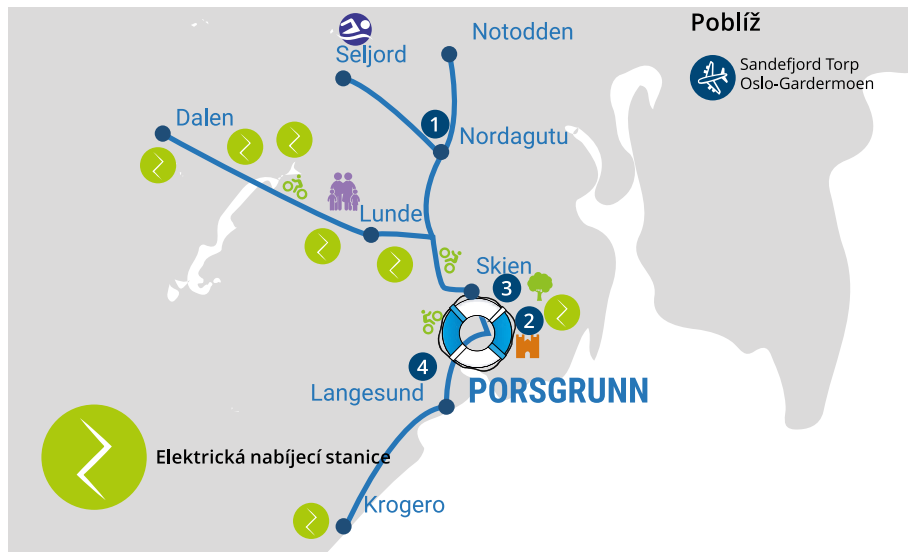 Poblíž
Sandefjord Torp
Oslo-Gardermoen
Notodden
Seljord
Dalen
1
Nordagutu
Lunde
Skien
3
2
4
Langesund
PORSGRUNN
Elektrická nabíjecí stanice
Krogero